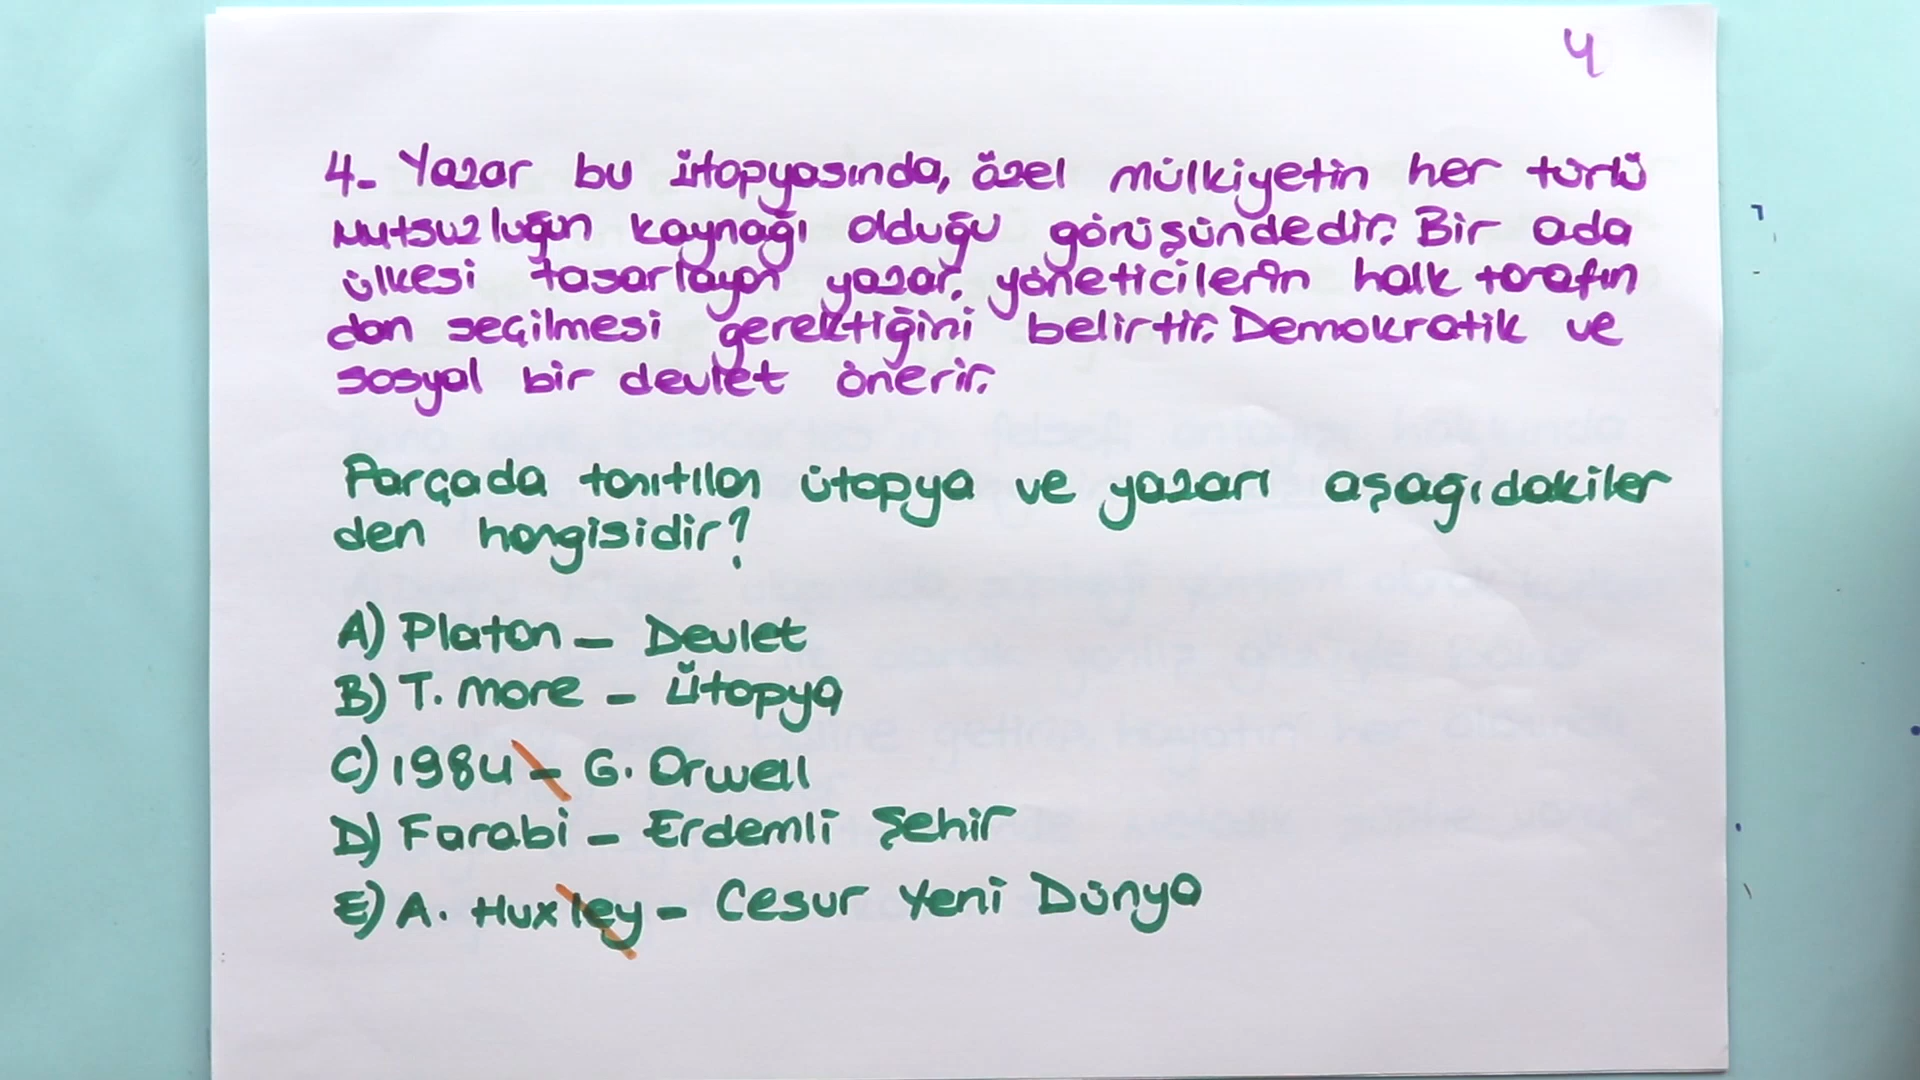 4
4- Yazar bu ütopyasında, özel mülkiyetin her türlü
mutsuzluğun kaynağı olduğu görüşündedir. Bir ada
ülkesi tasarlayan yazar, yöneticilerin halk tarafın
dan seçilmesi gerektiğini belirtir. Demokratik ve
sosyal bir devlet önerir.
Parçada tanıtılan ütopya ve yazarı aşağıdakiler
den hangisidir?
A) Platon - Devlet
B) T. more - Ütopya
C) 1984 - G. Orwell
D) Farabi - Erdemli Şehir
E) A. Huxley - Cesur Yeni Dünya